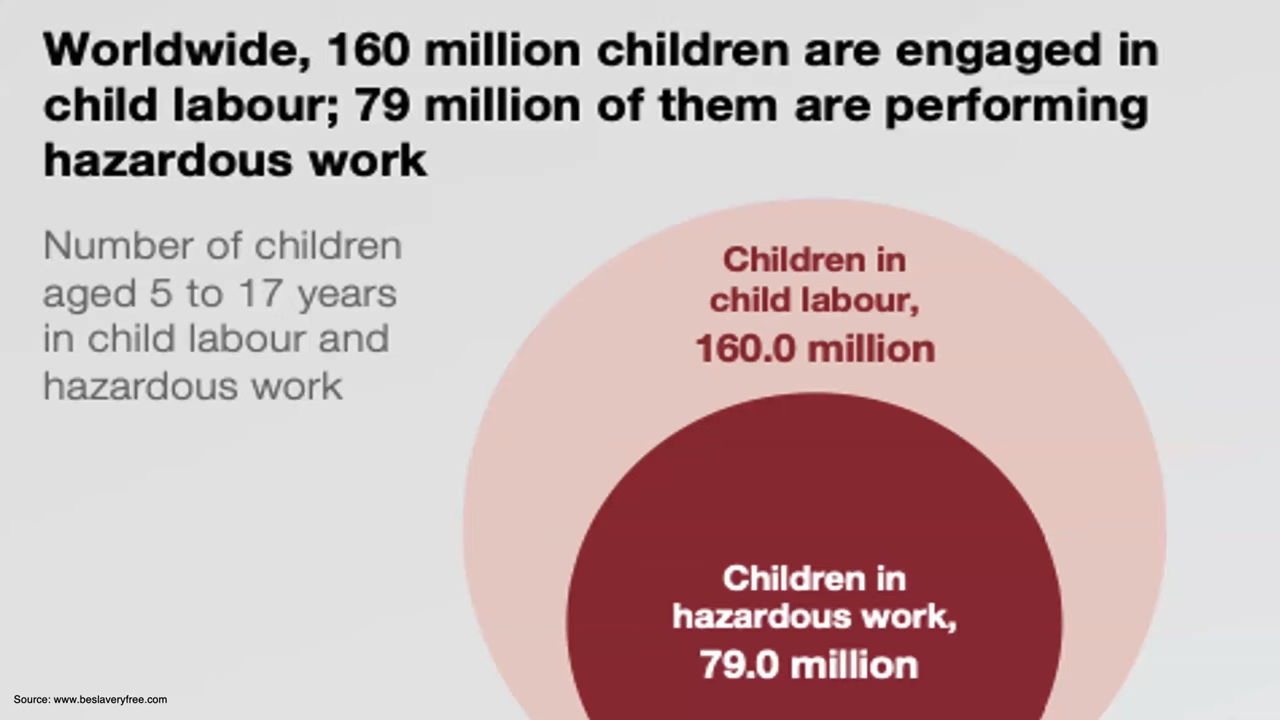 Worldwide, 160 million children are engaged in
child labour; 79 million of them are performing
hazardous work
Number of children
aged 5 to 17 years
in child labour and
hazardous work
Children in
child labour,
160.0 million
Children in
hazardous work,
79.0 million
Source: www.beslaveryfree.com